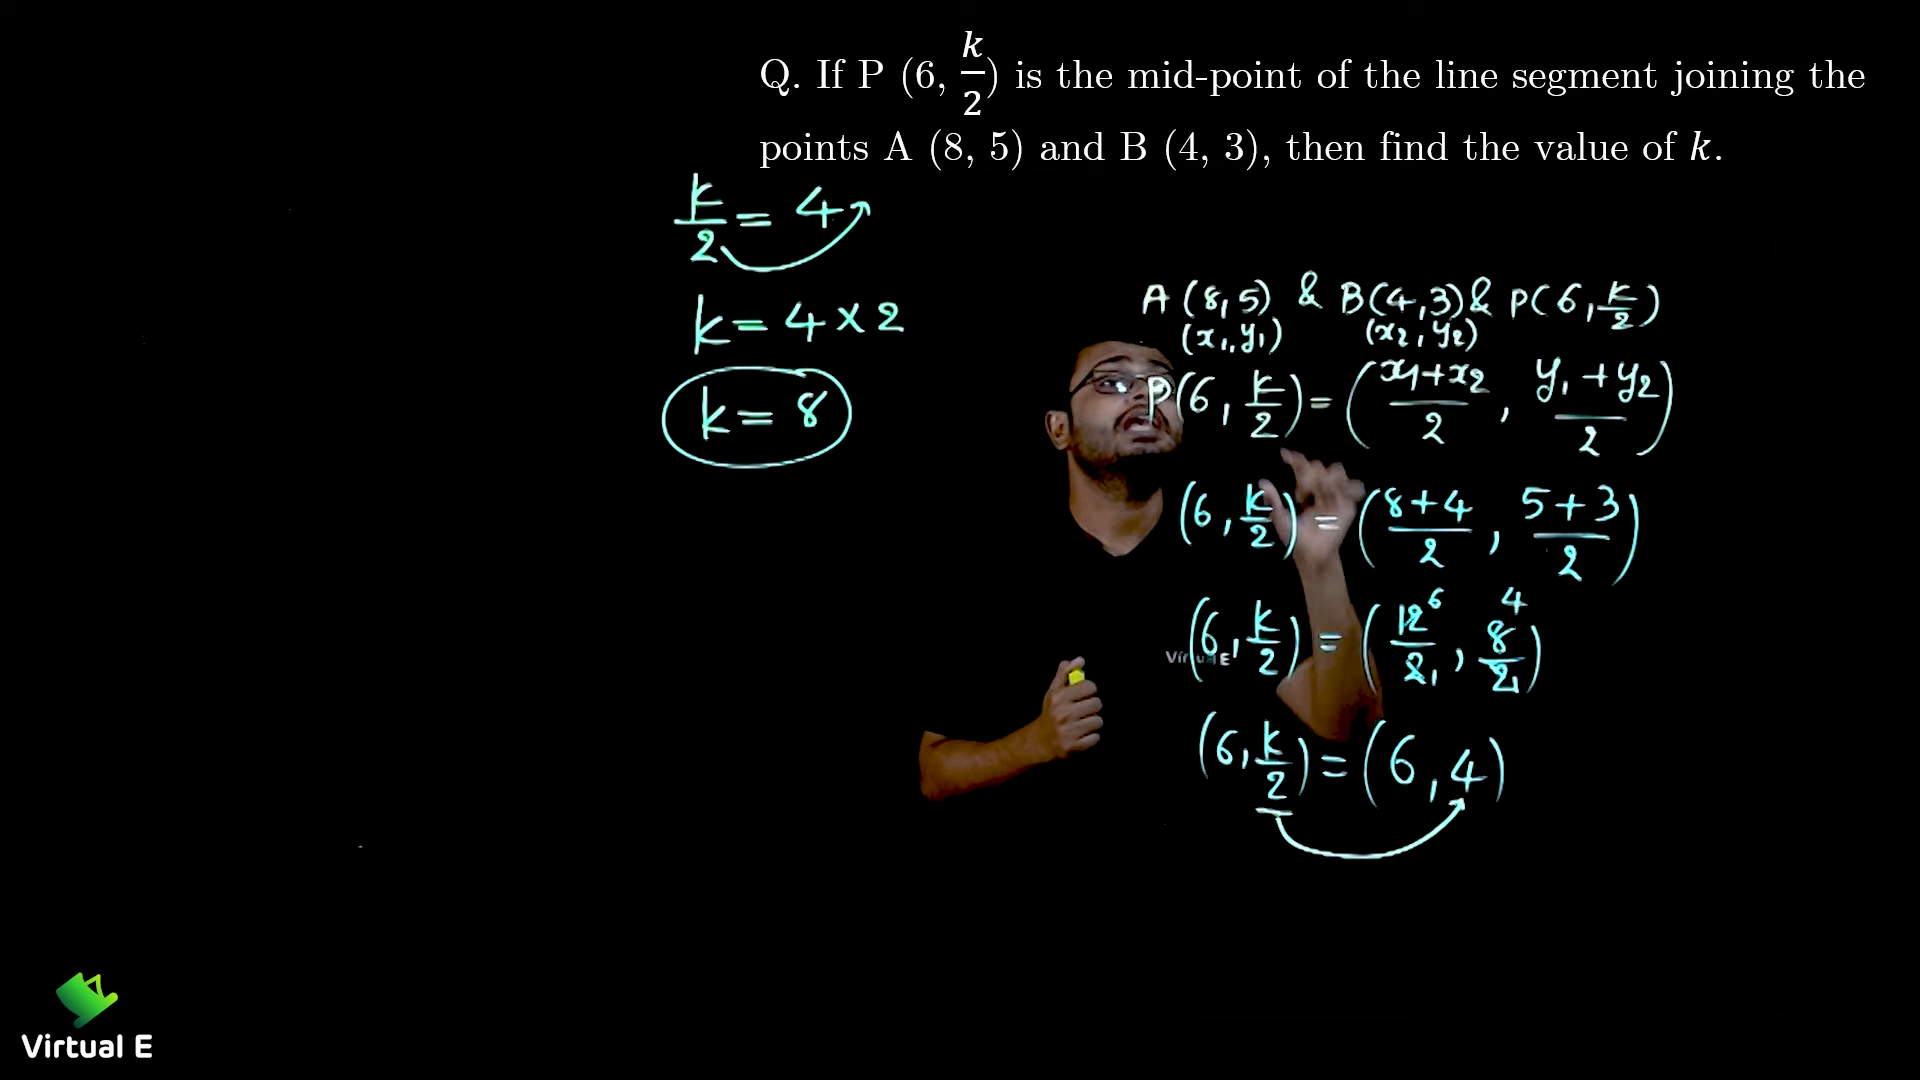 Q. If P (6, k/2) is the mid-point of the line segment joining the
points A (8, 5) and B (4, 3), then find the value of k.
k/2 = 4
k = 4 × 2
k = 8
A (8, 5) & B(4, 3) & P(6, k/2)
(x₁, y₁) (x₂, y₂)
P(6, k/2) = (x₁+x₂/2, y₁+y₂/2)
(6, k/2) = (8+4/2, 5+3/2)
6 4
(6, k/2) = (12/2₁, 8/2₁)
Virtual E
(6, k/2) = (6, 4)
Virtual E